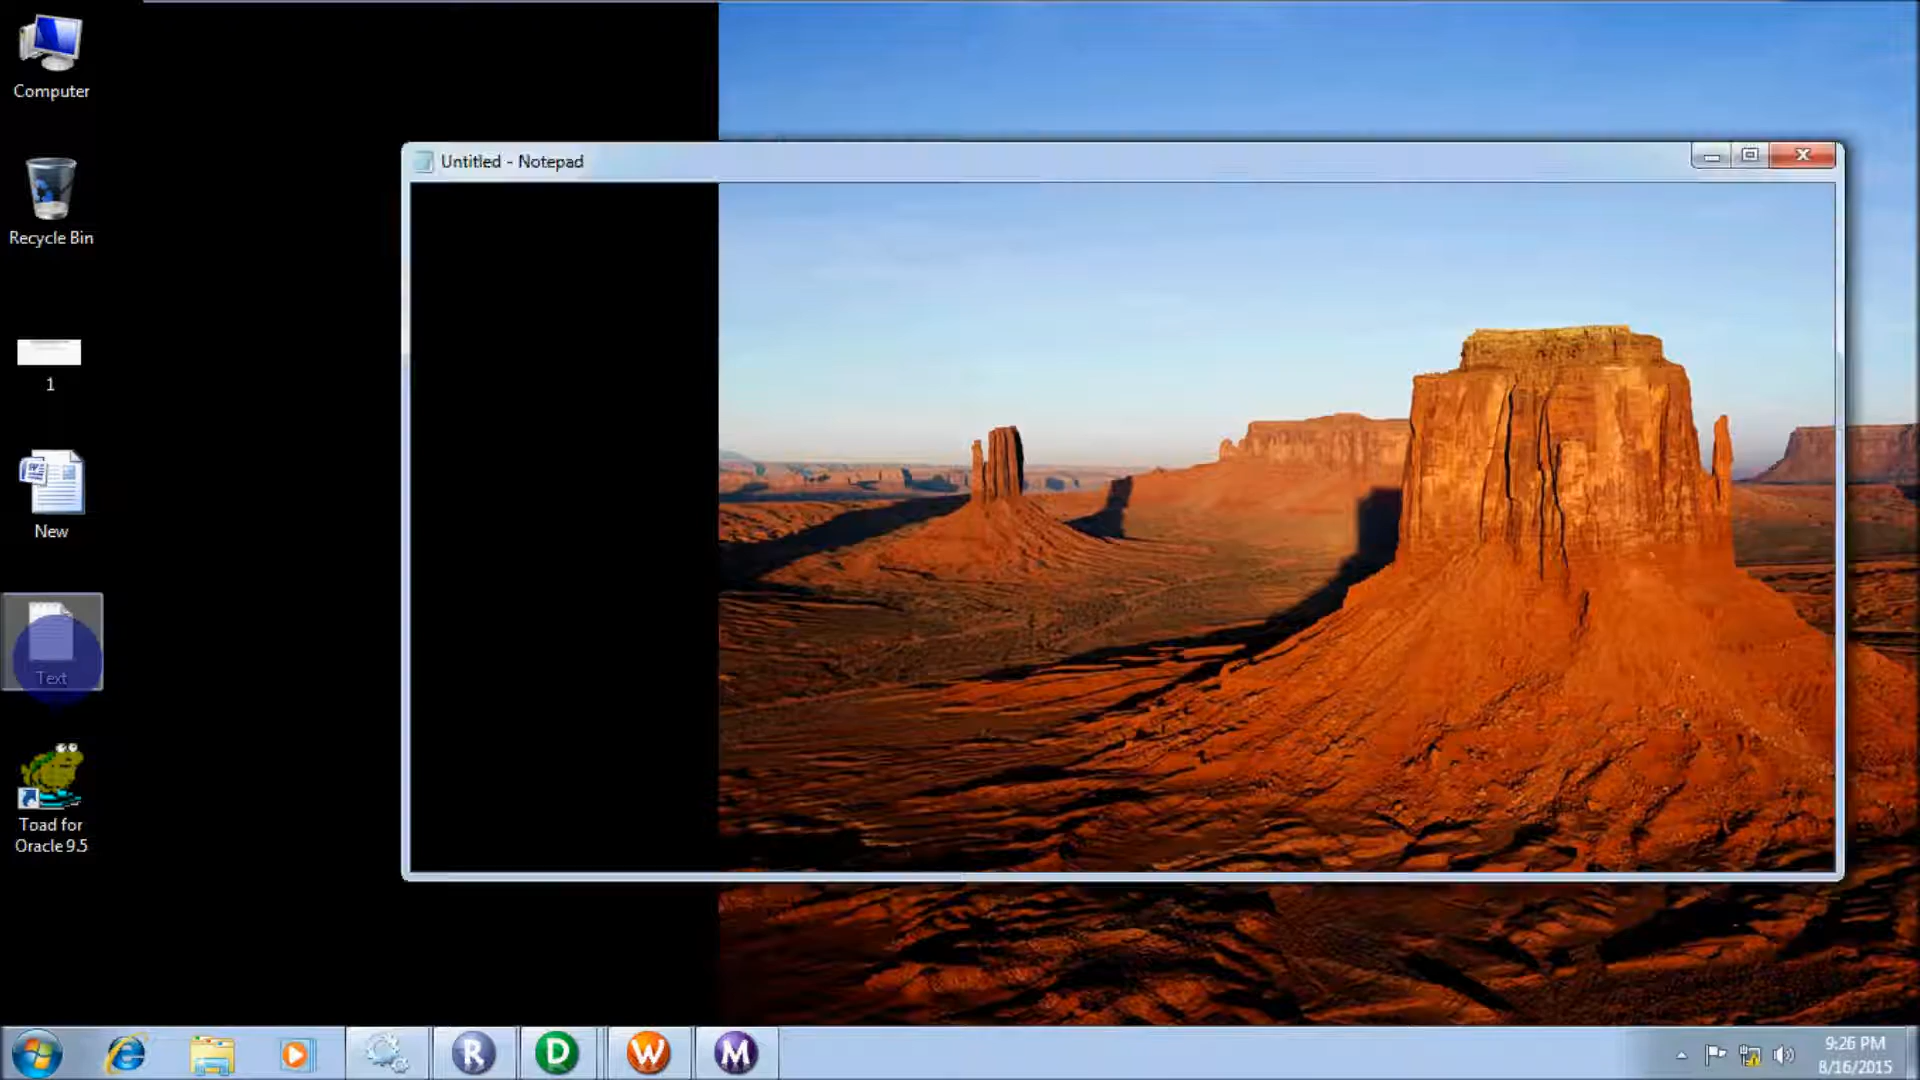 Computer
Recycle Bin
1
New
Text
Toad for
Oracle 9.5
Untitled - Notepad
R
D
W
M
9:26 PM
8/16/2015